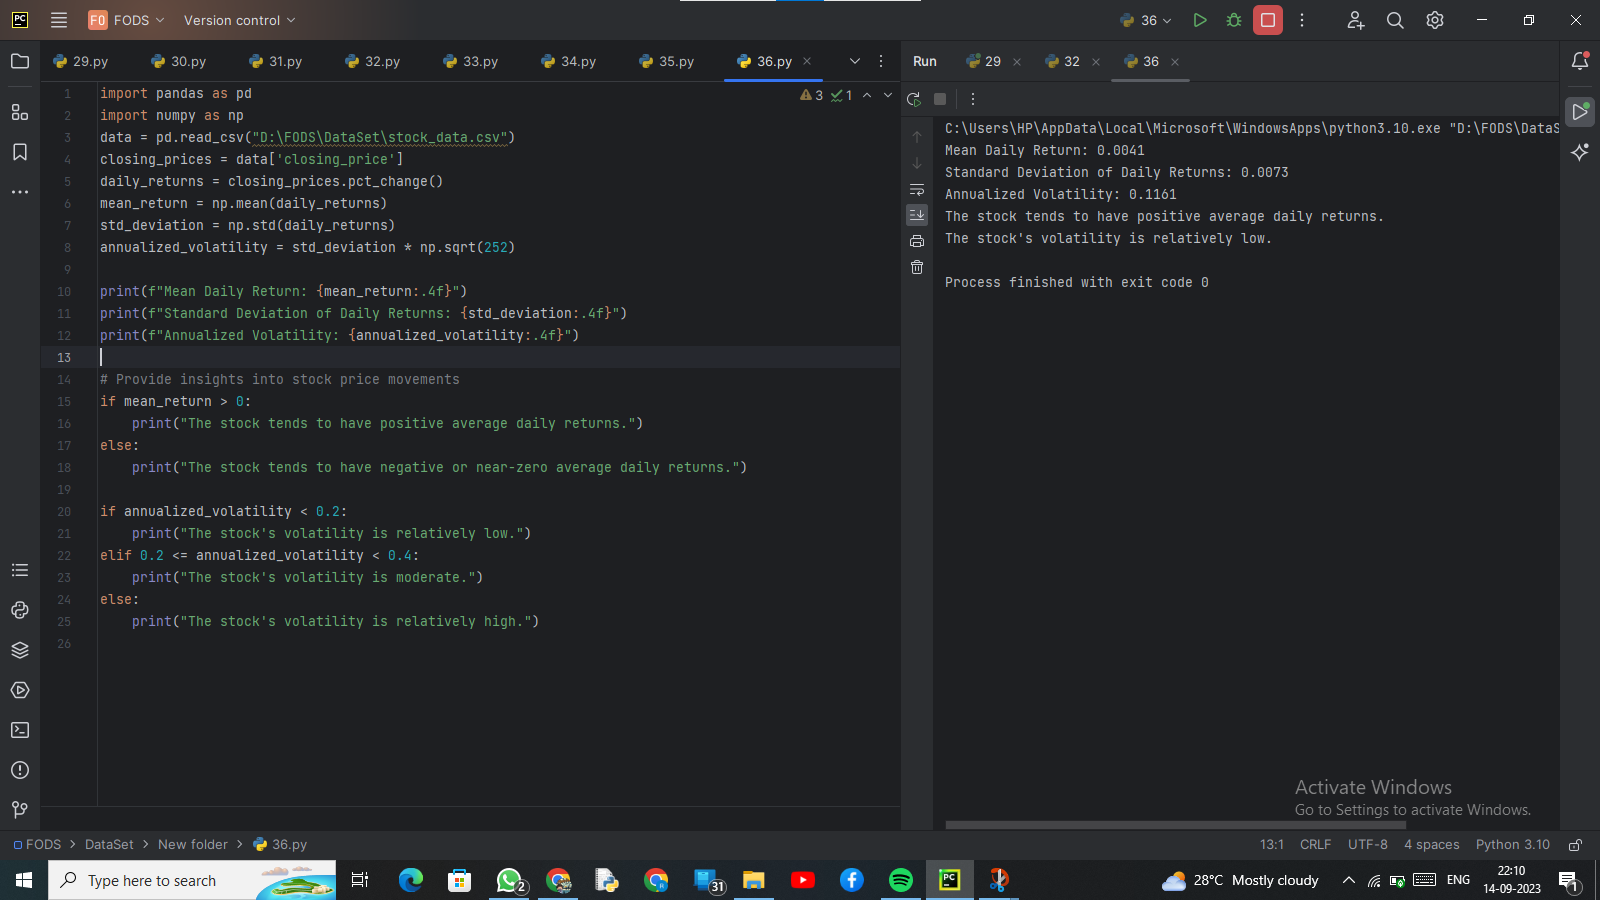 PC
FO FODS Version control 36
29.py 30.py 31.py 32.py 33.py 34.py 35.py 36.py
Run 29 32 36
3 1
1 import pandas as pd
2 import numpy as np
3 data = pd.read_csv("D:\FODS\DataSet\stock_data.csv")
4 closing_prices = data['closing_price']
5 daily_returns = closing_prices.pct_change()
6 mean_return = np.mean(daily_returns)
7 std_deviation = np.std(daily_returns)
8 annualized_volatility = std_deviation * np.sqrt(252)
9
10 print(f"Mean Daily Return: {mean_return:.4f}")
11 print(f"Standard Deviation of Daily Returns: {std_deviation:.4f}")
12 print(f"Annualized Volatility: {annualized_volatility:.4f}")
13
14 # Provide insights into stock price movements
15 if mean_return > 0:
16 print("The stock tends to have positive average daily returns.")
17 else:
18 print("The stock tends to have negative or near-zero average daily returns.")
19
20 if annualized_volatility < 0.2:
21 print("The stock's volatility is relatively low.")
22 elif 0.2 <= annualized_volatility < 0.4:
23 print("The stock's volatility is moderate.")
24 else:
25 print("The stock's volatility is relatively high.")
26
C:\Users\HP\AppData\Local\Microsoft\WindowsApps\python3.10.exe "D:\FODS\DataS
Mean Daily Return: 0.0041
Standard Deviation of Daily Returns: 0.0073
Annualized Volatility: 0.1161
The stock tends to have positive average daily returns.
The stock's volatility is relatively low.
Process finished with exit code 0
Activate Windows
Go to Settings to activate Windows.
FODS > DataSet > New folder > 36.py
13:1 CRLF UTF-8 4 spaces Python 3.10
Type here to search
2
31
PC
28°C Mostly cloudy
ENG
22:10
14-09-2023
1